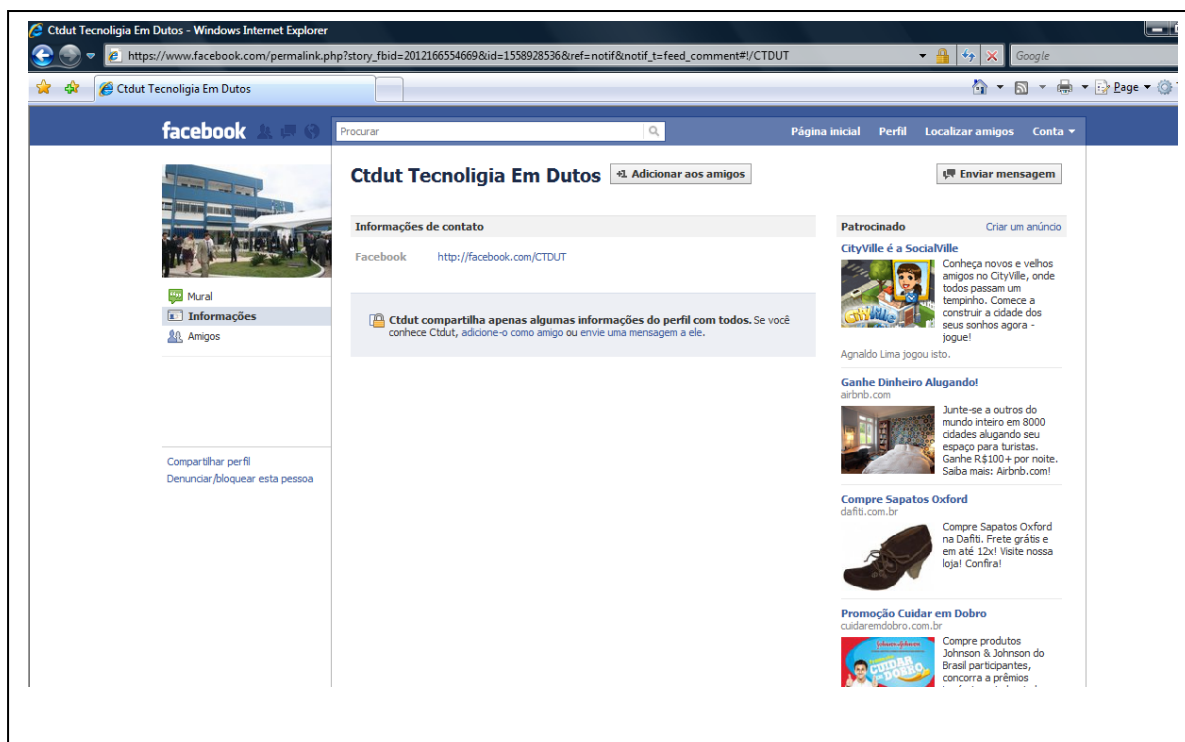 Ctdut Tecnoligia Em Dutos - Windows Internet Explorer
https://www.facebook.com/permalink.php?story_fbid=2012166554669&id=1558928536&ref=notif&notif_t=feed_comment#!/CTDUT
Google
Ctdut Tecnoligia Em Dutos
Page
facebook
Procurar
Página inicial Perfil Localizar amigos Conta
Ctdut Tecnoligia Em Dutos
+1 Adicionar aos amigos
Enviar mensagem
Mural
Informações
Amigos
Compartilhar perfil
Denunciar/bloquear esta pessoa
Informações de contato
Facebook http://facebook.com/CTDUT
Ctdut compartilha apenas algumas informações do perfil com todos. Se você
conhece Ctdut, adicione-o como amigo ou envie uma mensagem a ele.
Patrocinado Criar um anúncio
CityVille é a SocialVille
CityVille
Conheça novos e velhos
amigos no CityVille, onde
todos passam um
tempinho. Comece a
construir a cidade dos
seus sonhos agora -
jogue!
Agnaldo Lima jogou isto.
Ganhe Dinheiro Alugando!
airbnb.com
Junte-se a outros do
mundo inteiro em 8000
cidades alugando seu
espaço para turistas.
Ganhe R$100+ por noite.
Saiba mais: Airbnb.com!
Compre Sapatos Oxford
dafiti.com.br
Compre Sapatos Oxford
na Dafiti. Frete grátis e
em até 12x! Visite nossa
loja! Confira!
Promoção Cuidar em Dobro
cuidaremdobro.com.br
Johnson & Johnson
CUIDAR
EM DOBRO
Compre produtos
Johnson & Johnson do
Brasil participantes,
concorra a prêmios